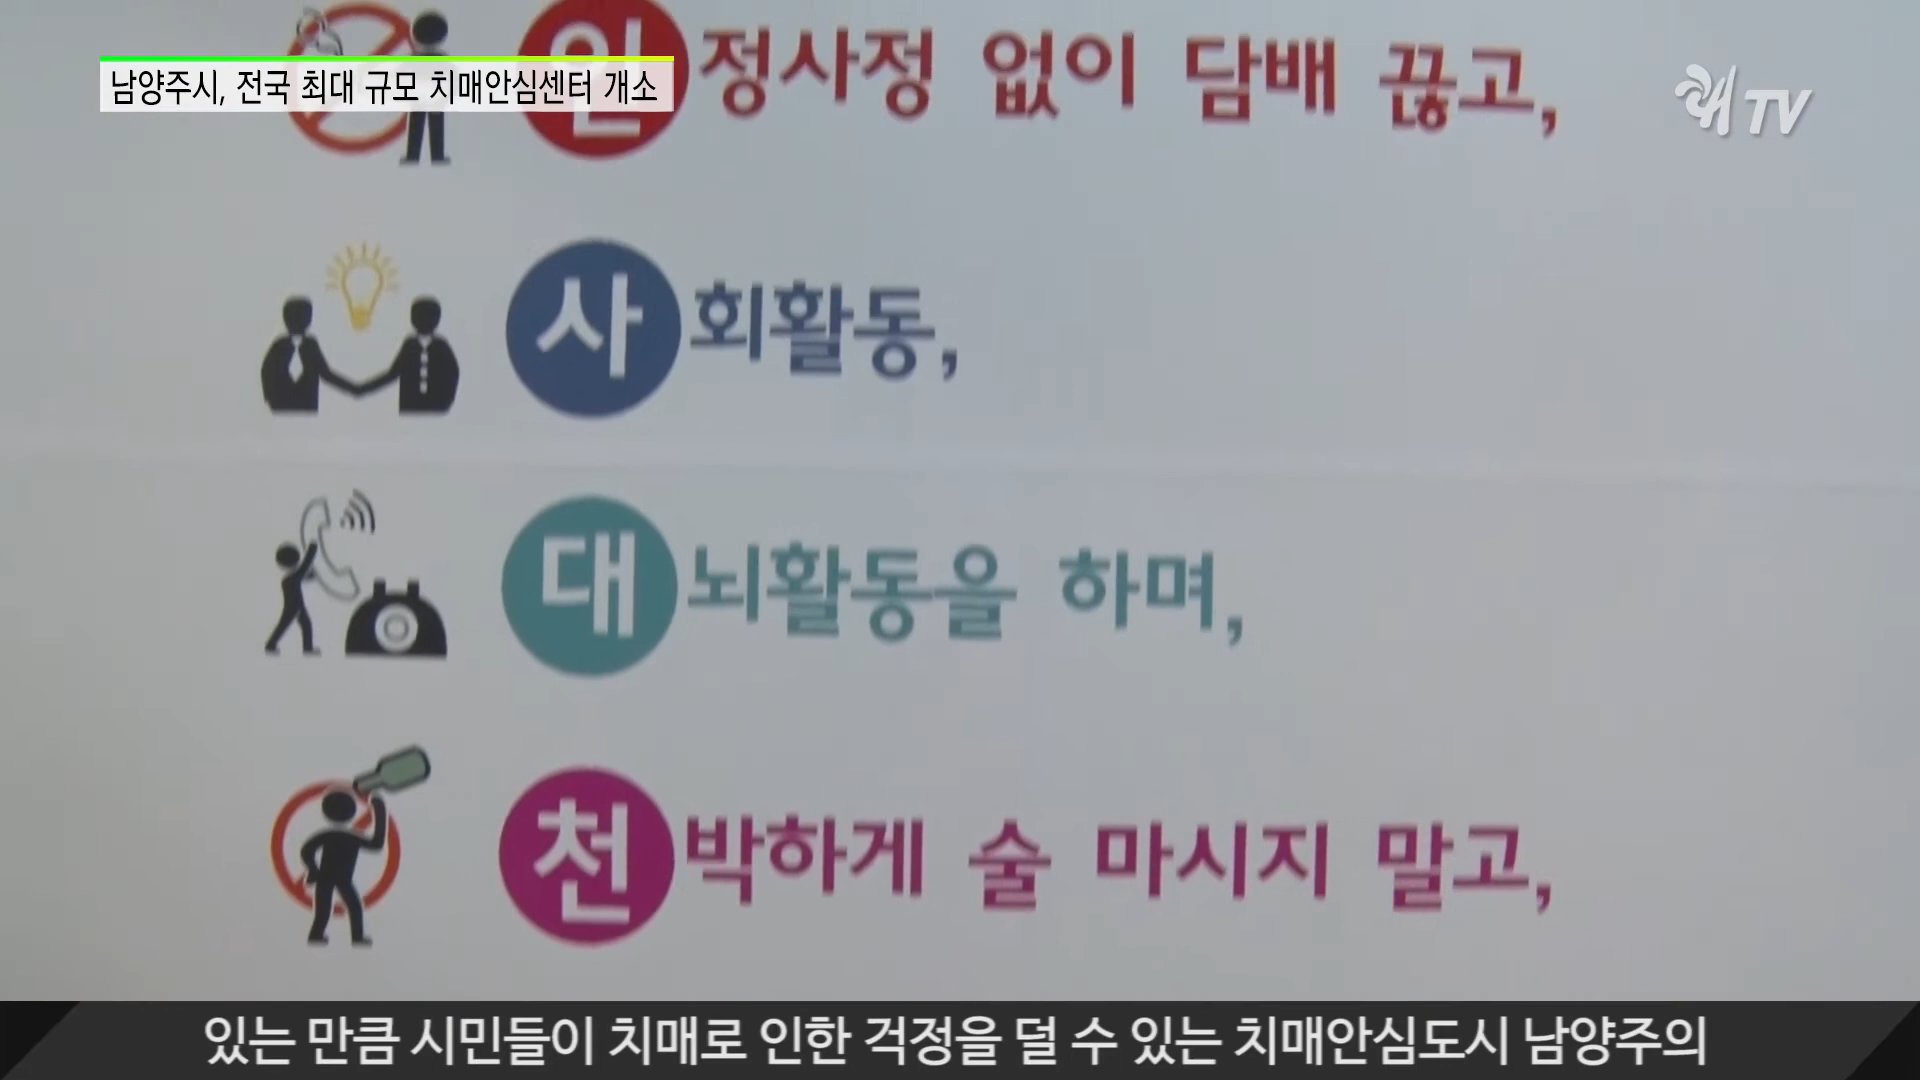 남양주시, 전국 최대 규모 치매안심센터 개소
인정사정 없이 담배 끊고,
TV
사회활동,
대뇌활동을 하며,
천박하게 술 마시지 말고,
있는 만큼 시민들이 치매로 인한 걱정을 덜 수 있는 치매안심도시 남양주의